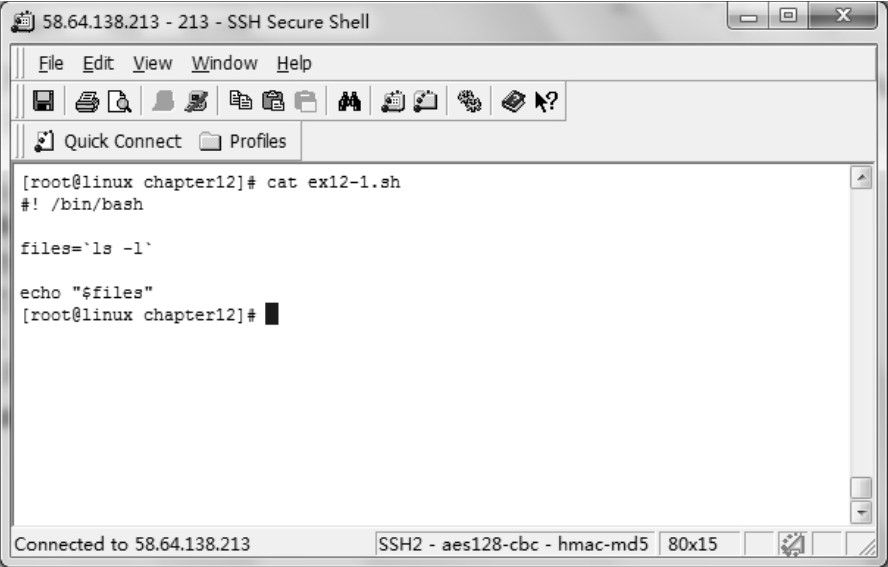 58.64.138.213 - 213 - SSH Secure Shell
File Edit View Window Help
Quick Connect Profiles
[root@linux chapter12]# cat ex12-1.sh
#! /bin/bash
files=`ls -l`
echo "$files"
[root@linux chapter12]#
Connected to 58.64.138.213 SSH2 - aes128-cbc - hmac-md5 80x15